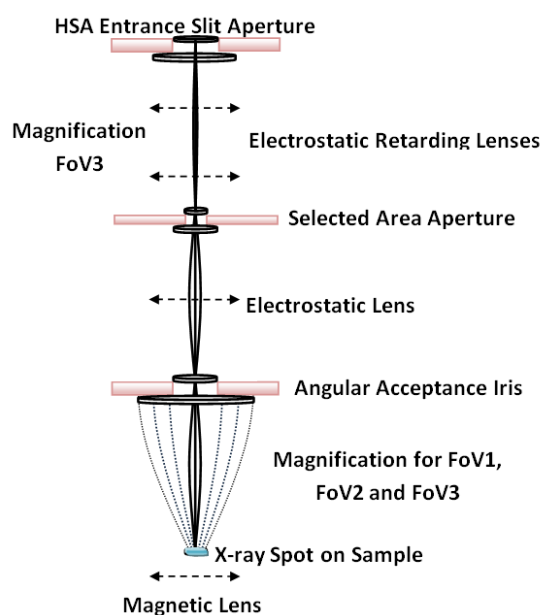 HSA Entrance Slit Aperture
Magnification
FoV3
Electrostatic Retarding Lenses
Selected Area Aperture
Electrostatic Lens
Angular Acceptance Iris
Magnification for FoV1,
FoV2 and FoV3
X-ray Spot on Sample
Magnetic Lens